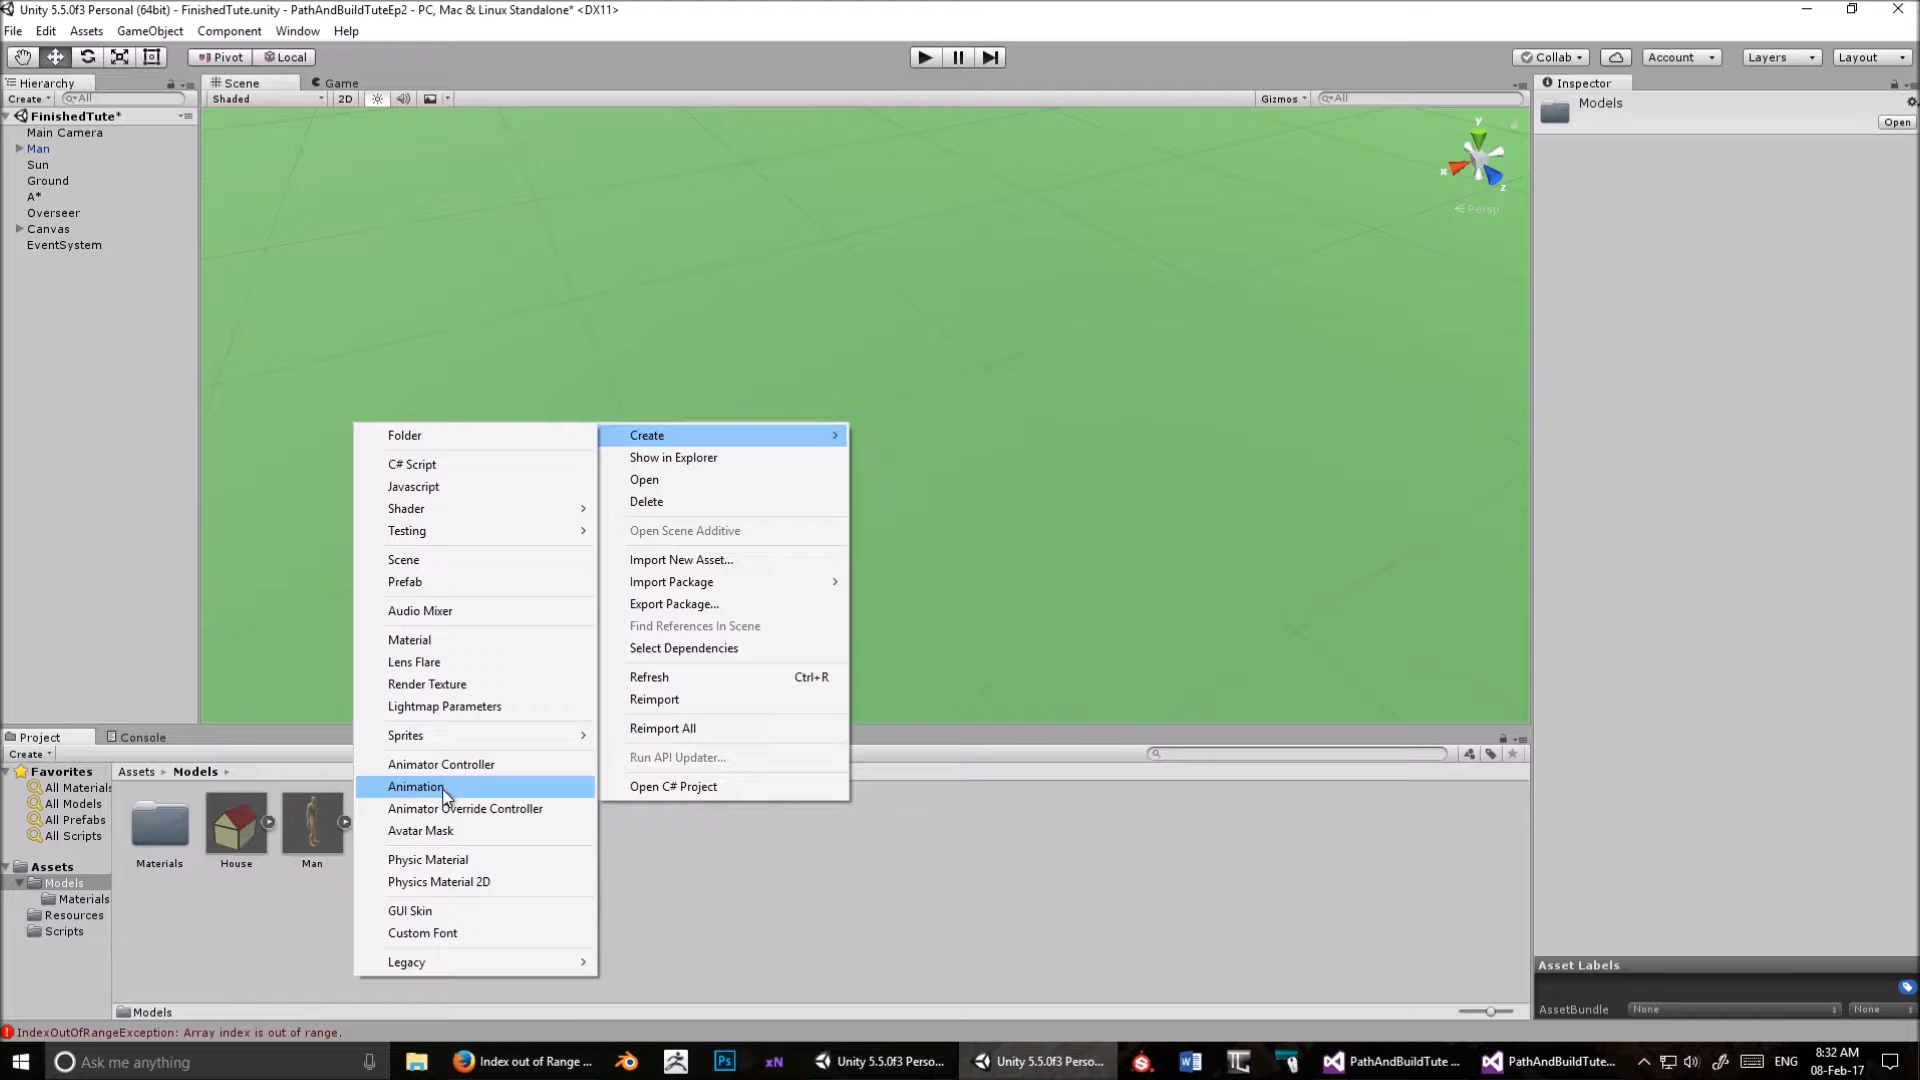 Unity 5.5.0f3 Personal (64bit) - FinishedTute.unity - PathAndBuildTuteEp2 - PC, Mac & Linux Standalone* <DX11>
File Edit Assets GameObject Component Window Help
Pivot Local Collab Account Layers Layout
Hierarchy Scene Game Inspector
Create All Shaded 2D Gizmos All
Models
Open
FinishedTute*
Main Camera
Man
Sun
Ground
A*
Overseer
Canvas
EventSystem
y
x
z
Persp
Folder
C# Script
Javascript
Shader
Testing
Scene
Prefab
Audio Mixer
Material
Lens Flare
Render Texture
Lightmap Parameters
Sprites
Animator Controller
Animation
Animator Override Controller
Avatar Mask
Physic Material
Physics Material 2D
GUI Skin
Custom Font
Legacy
Create
Show in Explorer
Open
Delete
Open Scene Additive
Import New Asset...
Import Package
Export Package...
Find References In Scene
Select Dependencies
Refresh Ctrl+R
Reimport
Reimport All
Run API Updater...
Open C# Project
Project Console
Create
Favorites
All Materials
All Models
All Prefabs
All Scripts
Assets
Models
Materials
Resources
Scripts
Assets Models
Materials House Man
Models
Asset Labels
AssetBundle None None
IndexOutOfRangeException: Array index is out of range.
Ask me anything
Index out of Range ...
Ps
xN
Unity 5.5.0f3 Perso...
Unity 5.5.0f3 Perso...
PathAndBuildTute ...
PathAndBuildTute...
ENG
8:32 AM
08-Feb-17